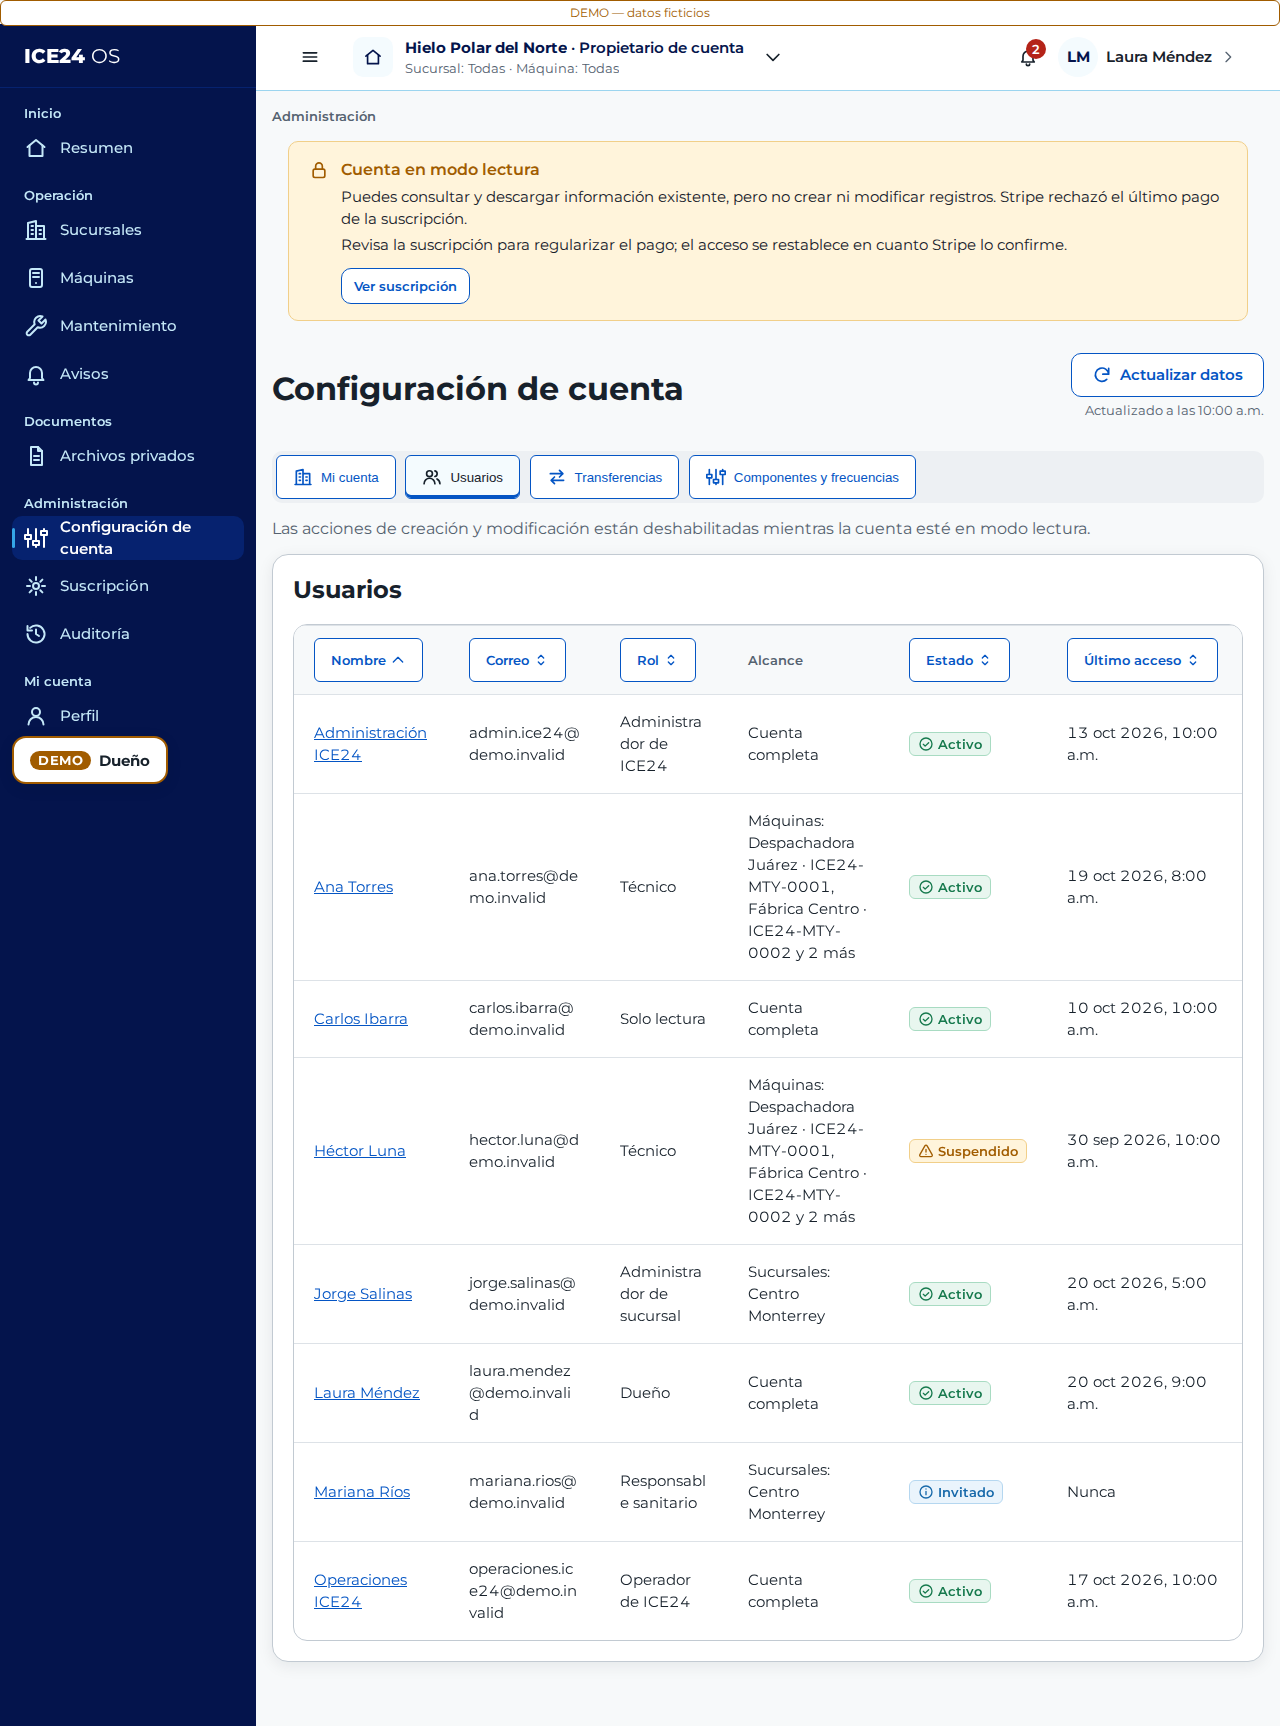 DEMO — datos ficticios
ICE24 OS
Inicio
Resumen
Operación
Sucursales
Máquinas
Mantenimiento
Avisos
Documentos
Archivos privados
Administración
Configuración de
cuenta
Suscripción
Auditoría
Mi cuenta
Perfil
DEMO Dueño
Hielo Polar del Norte · Propietario de cuenta
Sucursal: Todas · Máquina: Todas
2
LM Laura Méndez
Administración
Cuenta en modo lectura
Puedes consultar y descargar información existente, pero no crear ni modificar registros. Stripe rechazó el último pago
de la suscripción.
Revisa la suscripción para regularizar el pago; el acceso se restablece en cuanto Stripe lo confirme.
Ver suscripción
Configuración de cuenta
Actualizar datos
Actualizado a las 10:00 a.m.
Mi cuenta Usuarios Transferencias Componentes y frecuencias
Las acciones de creación y modificación están deshabilitadas mientras la cuenta esté en modo lectura.
Usuarios
Nombre Correo Rol Alcance Estado Último acceso
Administración
ICE24
admin.ice24@
demo.invalid
Administra
dor de
ICE24
Cuenta
completa
Activo
13 oct 2026, 10:00
a.m.
Ana Torres
ana.torres@de
mo.invalid
Técnico
Máquinas:
Despachadora
Juárez · ICE24-
MTY-0001,
Fábrica Centro ·
ICE24-MTY-
0002 y 2 más
Activo
19 oct 2026, 8:00
a.m.
Carlos Ibarra
carlos.ibarra@
demo.invalid
Solo lectura
Cuenta
completa
Activo
10 oct 2026, 10:00
a.m.
Héctor Luna
hector.luna@d
emo.invalid
Técnico
Máquinas:
Despachadora
Juárez · ICE24-
MTY-0001,
Fábrica Centro ·
ICE24-MTY-
0002 y 2 más
Suspendido
30 sep 2026, 10:00
a.m.
Jorge Salinas
jorge.salinas@
demo.invalid
Administra
dor de
sucursal
Sucursales:
Centro
Monterrey
Activo
20 oct 2026, 5:00
a.m.
Laura Méndez
laura.mendez
@demo.invali
d
Dueño
Cuenta
completa
Activo
20 oct 2026, 9:00
a.m.
Mariana Ríos
mariana.rios@
demo.invalid
Responsabl
e sanitario
Sucursales:
Centro
Monterrey
Invitado
Nunca
Operaciones
ICE24
operaciones.ic
e24@demo.in
valid
Operador
de ICE24
Cuenta
completa
Activo
17 oct 2026, 10:00
a.m.